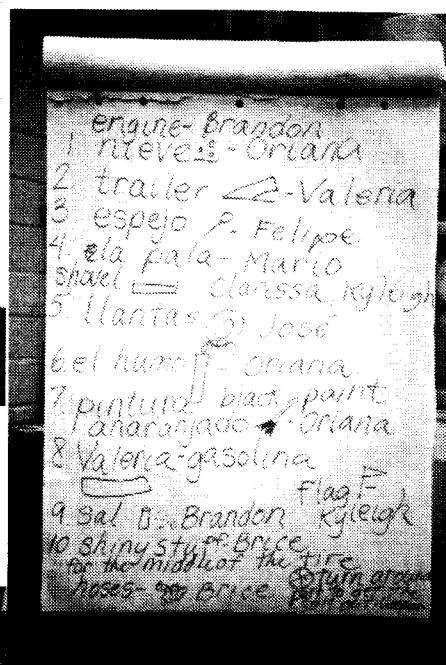 engine- Brandon
1 nieve - Oriana
2 trailer - Valeria
3 espejo - Felipe
4. la pala - Mario
shovel Clarissa, Kyleigh
5 llantas José
6. el humo - Oriana
7. pintura black paint
anaranjado - Oriana
8 Valeria-gasolina
flag-
9 sal Brandon Kyleigh
10 shiny stuff Brice
for the middle of the tire
turn around
hoses- Brice